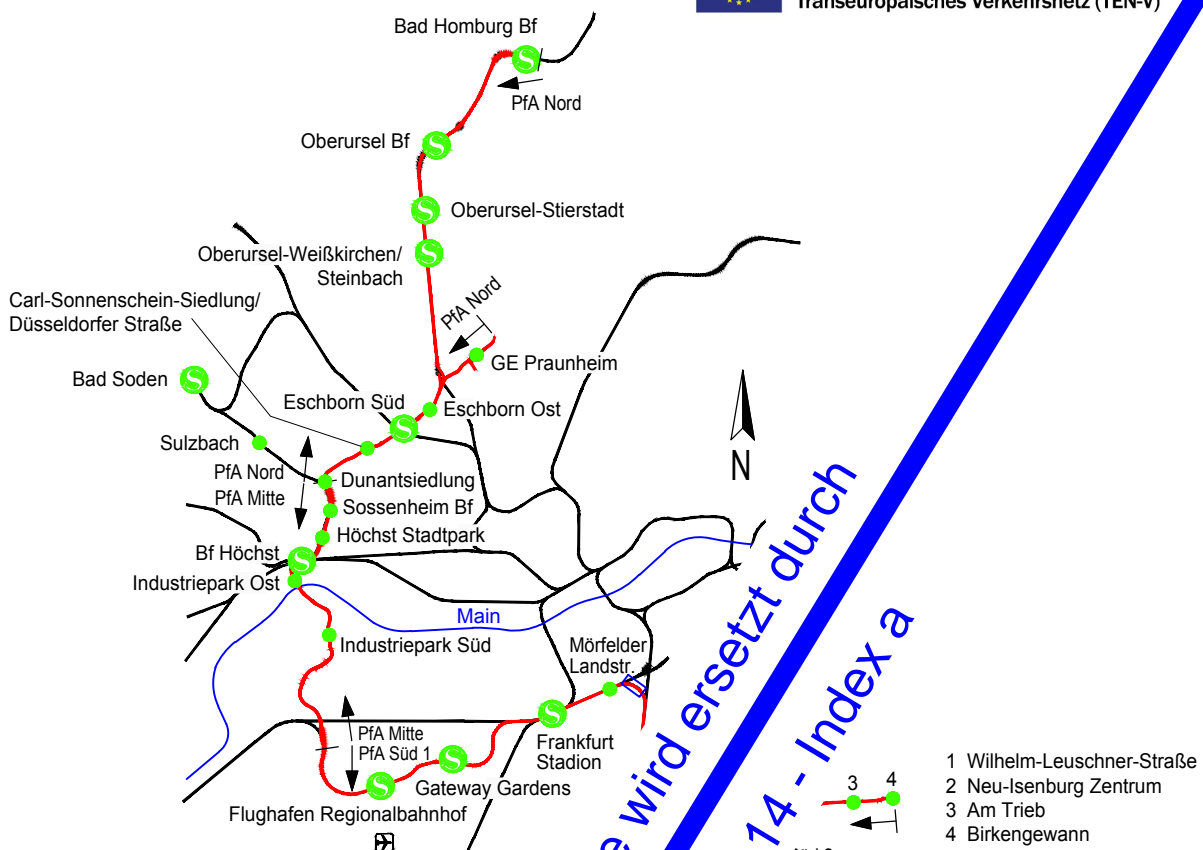 Transeuropäisches Verkehrsnetz (TEN-V)
Bad Homburg Bf
PfA Nord
Oberursel Bf
Oberursel-Stierstadt
Oberursel-Weißkirchen/
Steinbach
Carl-Sonnenschein-Siedlung/
Düsseldorfer Straße
PfA Nord
GE Praunheim
Bad Soden
Eschborn Süd
Eschborn Ost
Sulzbach
PfA Nord
PfA Mitte
Dunantsiedlung
Sossenheim Bf
Höchst Stadtpark
Bf Höchst
Industriepark Ost
N
Main
Industriepark Süd
Mörfelder
Landstr.
PfA Mitte
PfA Süd 1
Frankfurt
Stadion
Gateway Gardens
Flughafen Regionalbahnhof
e wird ersetzt durch
14 - Index a
3 4
1 Wilhelm-Leuschner-Straße
2 Neu-Isenburg Zentrum
3 Am Trieb
4 Birkengewann